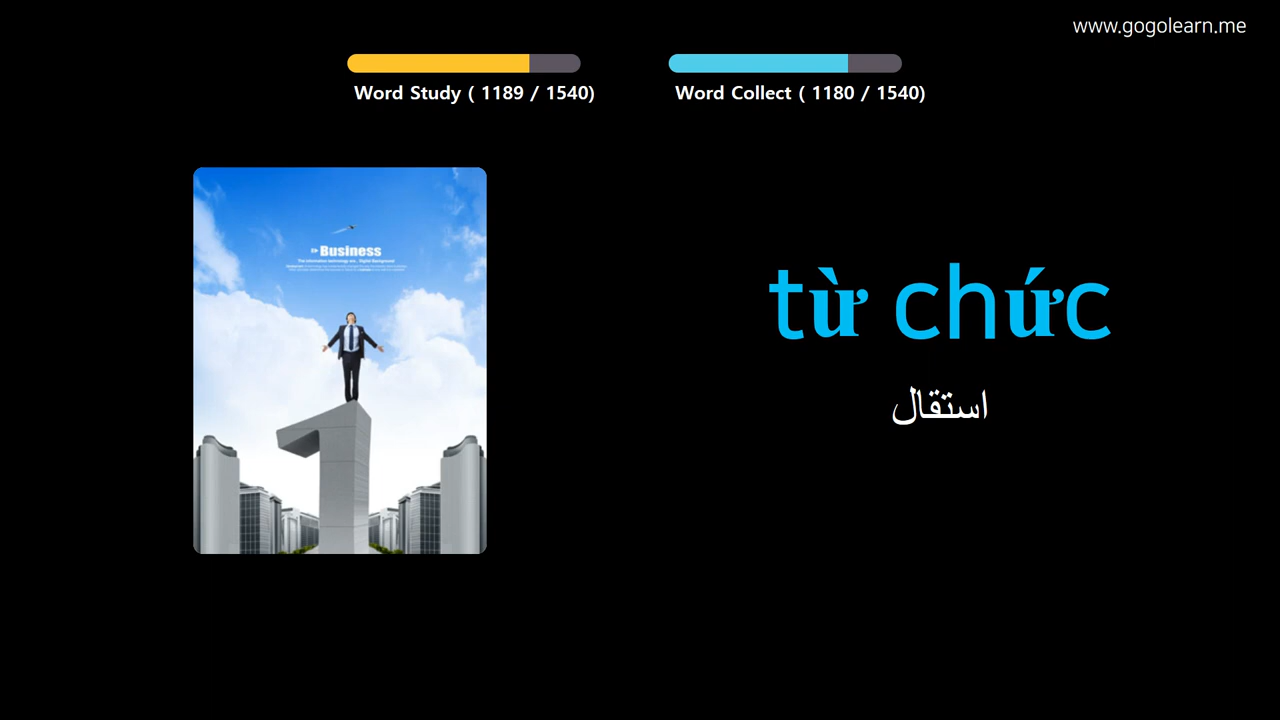 www.gogolearn.me
Word Study ( 1189 / 1540)
Word Collect ( 1180 / 1540)
Business
từ chức
استقال